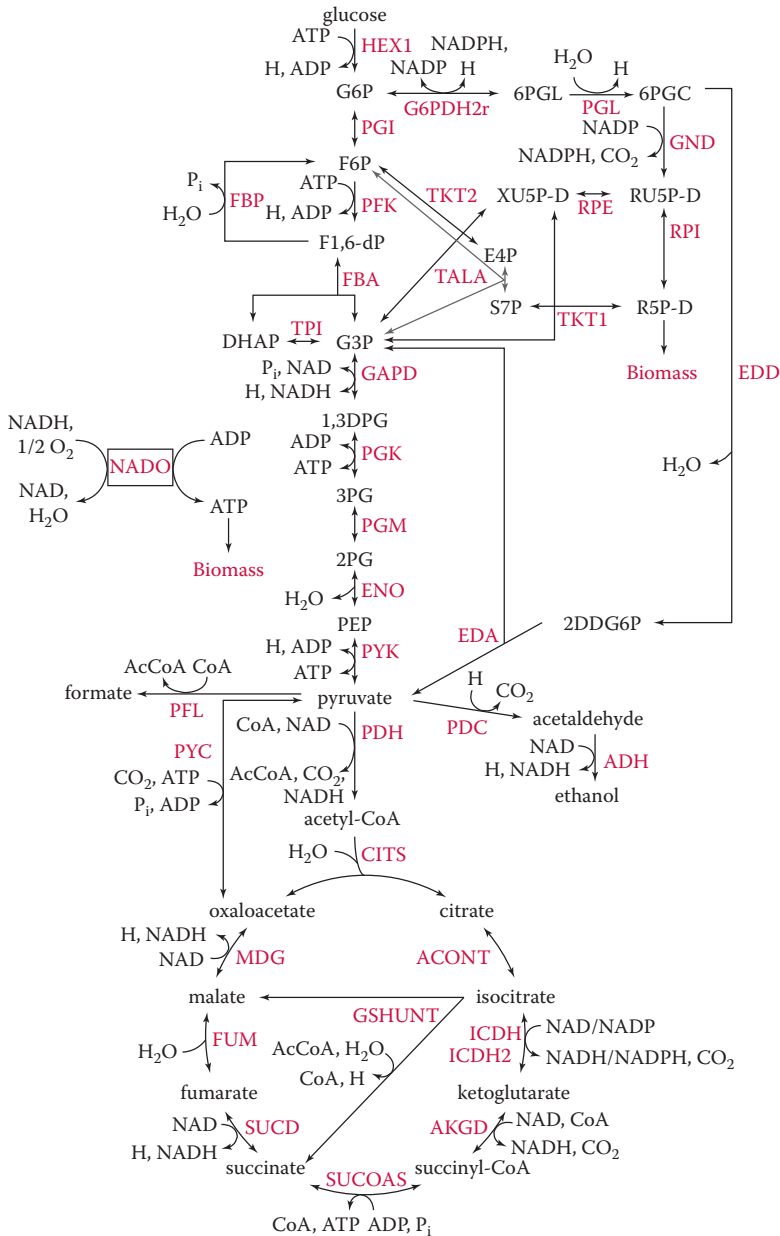 glucose
ATP
HEX1
H, ADP
NADPH,
NADP H
G6P
G6PDH2r
6PGL
H₂O
H
PGL
6PGC
NADP
GND
NADPH, CO₂
PGI
F6P
Pᵢ
FBP
H₂O
ATP
PFK
H, ADP
TKT2
XU5P-D
RPE
RU5P-D
F1,6-dP
E4P
RPI
FBA
TALA
S7P
TKT1
R5P-D
DHAP
TPI
G3P
Pᵢ, NAD
GAPD
H, NADH
Biomass
EDD
1,3DPG
NADH,
1/2 O₂
ADP
NADO
NAD,
H₂O
ATP
Biomass
ADP
PGK
ATP
H₂O
3PG
PGM
2PG
H₂O
ENO
PEP
EDA
2DDG6P
H, ADP
PYK
ATP
AcCoA CoA
formate
PFL
pyruvate
H
CO₂
PDC
acetaldehyde
PYC
CoA, NAD
PDH
NAD
ADH
H, NADH
CO₂, ATP
Pᵢ, ADP
AcCoA, CO₂,
NADH
ethanol
acetyl-CoA
H₂O
CITS
oxaloacetate
citrate
H, NADH
NAD
MDG
ACONT
malate
isocitrate
GSHUNT
FUM
H₂O
AcCoA, H₂O
CoA, H
ICDH
ICDH2
NAD/NADP
NADH/NADPH, CO₂
fumarate
ketoglutarate
NAD
SUCD
H, NADH
AKGD
NAD, CoA
NADH, CO₂
succinate
succinyl-CoA
SUCOAS
CoA, ATP ADP, Pᵢ